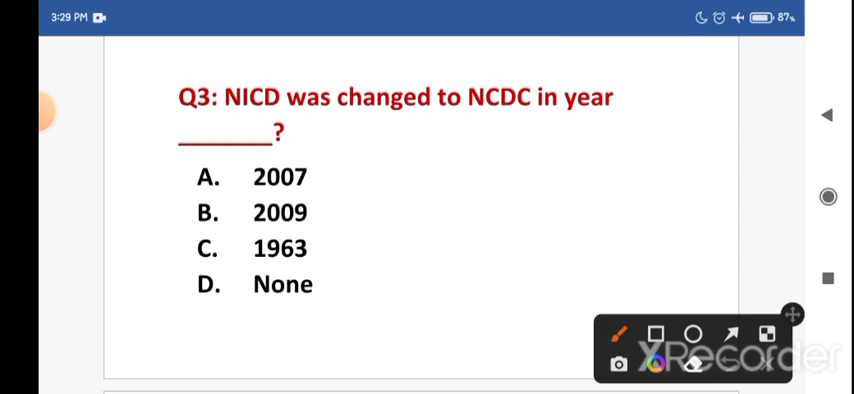 3:29 PM
87%
Q3: NICD was changed to NCDC in year
_______?
A. 2007
B. 2009
C. 1963
D. None
XRecorder